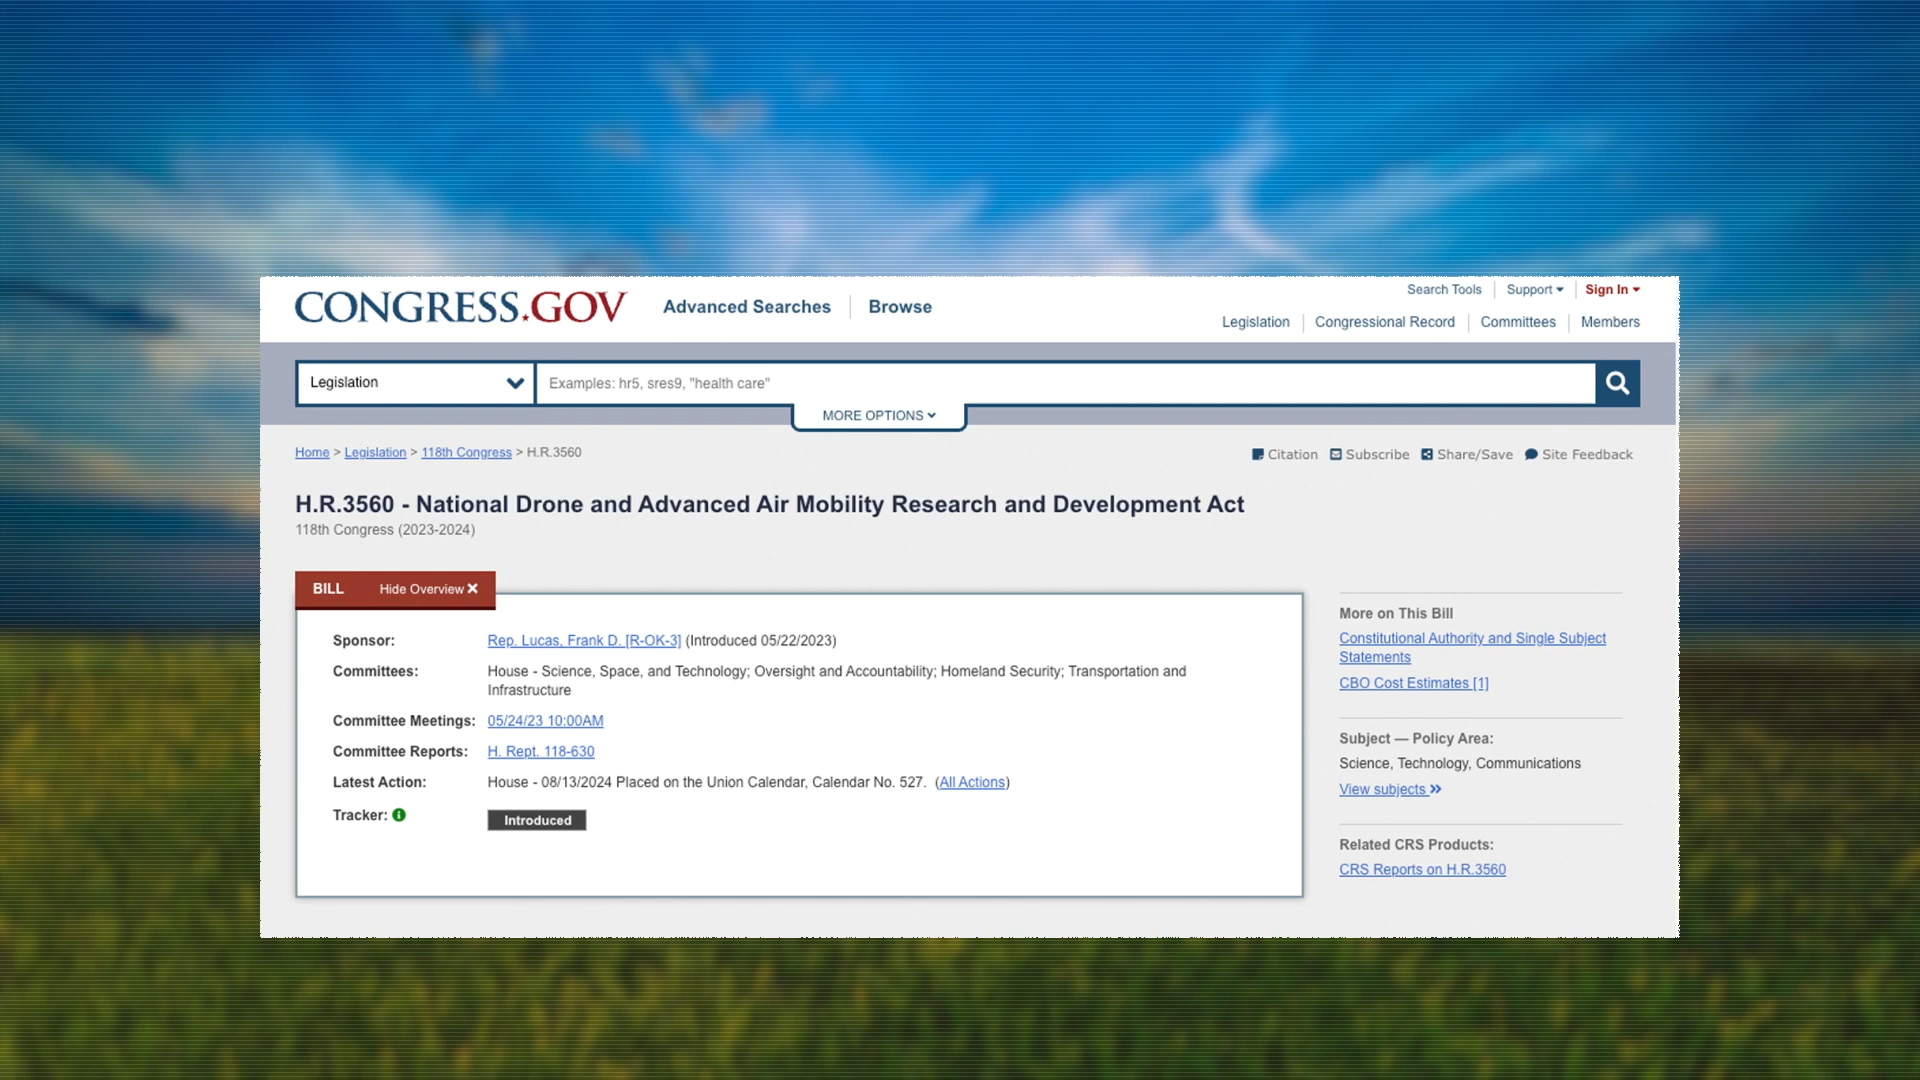 CONGRESS.GOV
Advanced Searches
Browse
Search Tools
Support
Sign In
Legislation
Congressional Record
Committees
Members
Legislation
Examples: hr5, sres9, "health care"
MORE OPTIONS
Home > Legislation > 118th Congress > H.R.3560
Citation
Subscribe
Share/Save
Site Feedback
H.R.3560 - National Drone and Advanced Air Mobility Research and Development Act
118th Congress (2023-2024)
BILL
Hide Overview
Sponsor: Rep. Lucas, Frank D. [R-OK-3] (Introduced 05/22/2023)
Committees: House - Science, Space, and Technology; Oversight and Accountability; Homeland Security; Transportation and
Infrastructure
Committee Meetings: 05/24/23 10:00AM
Committee Reports: H. Rept. 118-630
Latest Action: House - 08/13/2024 Placed on the Union Calendar, Calendar No. 527. (All Actions)
Tracker: Introduced
More on This Bill
Constitutional Authority and Single Subject
Statements
CBO Cost Estimates [1]
Subject — Policy Area:
Science, Technology, Communications
View subjects
Related CRS Products:
CRS Reports on H.R.3560